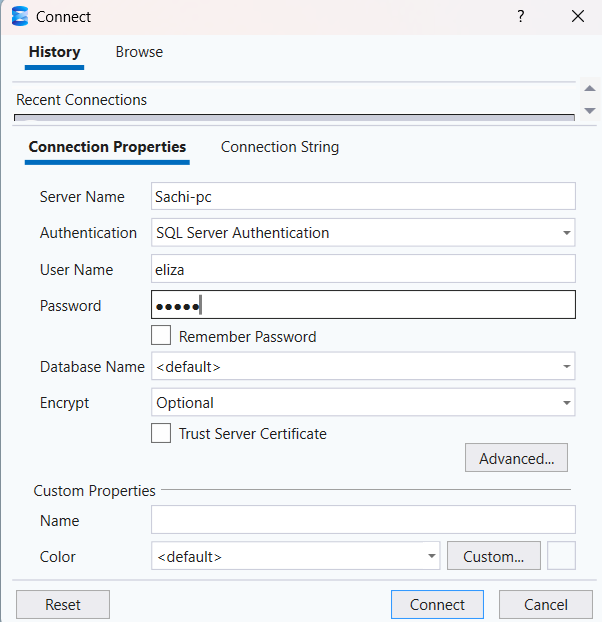 Connect ?
History Browse
Recent Connections
Connection Properties Connection String
Server Name Sachi-pc
Authentication SQL Server Authentication
User Name eliza
Password •••••
Remember Password
Database Name <default>
Encrypt Optional
Trust Server Certificate
Advanced...
Custom Properties
Name
Color <default> Custom...
Reset Connect Cancel